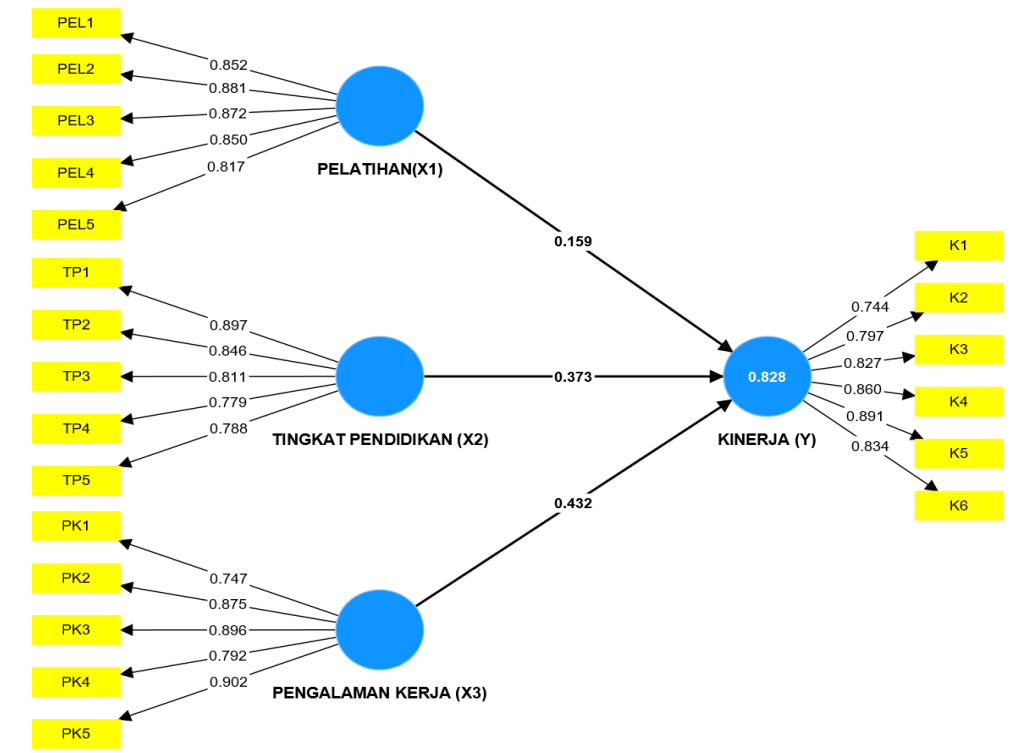 PEL1
PEL2
PEL3
PEL4
PEL5
0.852
0.881
0.872
0.850
0.817
PELATIHAN(X1)
TP1
TP2
TP3
TP4
TP5
0.897
0.846
0.811
0.779
0.788
TINGKAT PENDIDIKAN (X2)
PK1
PK2
PK3
PK4
PK5
0.747
0.875
0.896
0.792
0.902
PENGALAMAN KERJA (X3)
0.159
0.373
0.432
0.828
KINERJA (Y)
0.744
0.797
0.827
0.860
0.891
0.834
K1
K2
K3
K4
K5
K6